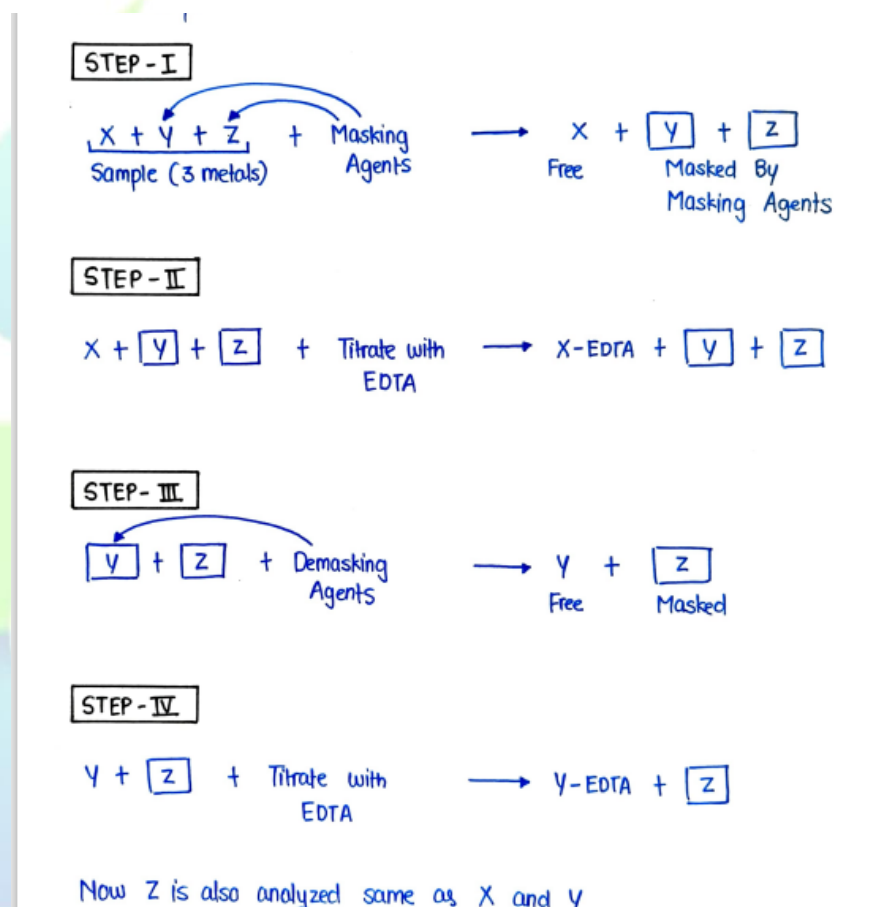 STEP-I
X + Y + Z + Masking Agents ⟶ X + Y + Z
Sample (3 metals) Free Masked By Masking Agents
STEP-II
X + Y + Z + Titrate with EDTA ⟶ X-EDTA + Y + Z
STEP-III
Y + Z + Demasking Agents ⟶ Y + Z
Free Masked
STEP-IV
Y + Z + Titrate with EDTA ⟶ Y-EDTA + Z
Now Z is also analyzed same as X and Y